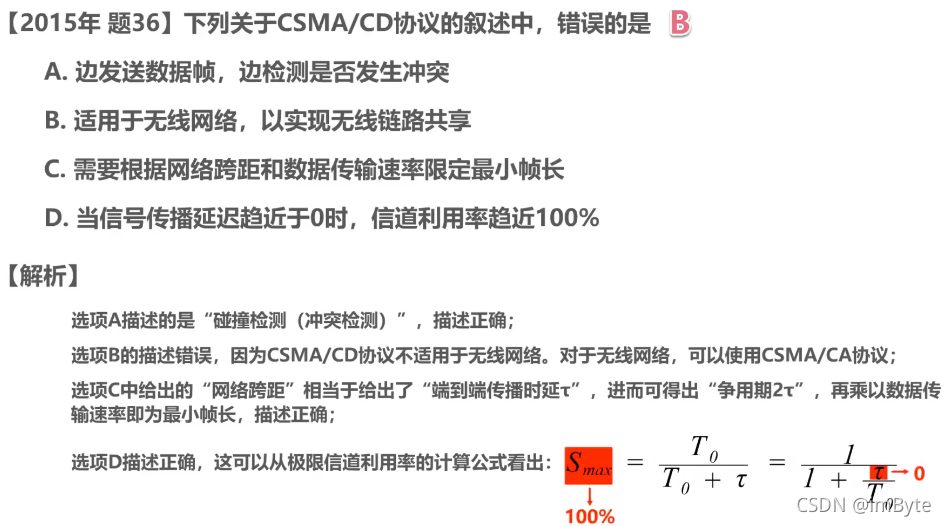 【2015年 题36】下列关于CSMA/CD协议的叙述中，错误的是 B
A. 边发送数据帧，边检测是否发生冲突
B. 适用于无线网络，以实现无线链路共享
C. 需要根据网络跨距和数据传输速率限定最小帧长
D. 当信号传播延迟趋近于0时，信道利用率趋近100%
【解析】
选项A描述的是“碰撞检测（冲突检测）”，描述正确；
选项B的描述错误，因为CSMA/CD协议不适用于无线网络。对于无线网络，可以使用CSMA/CA协议；
选项C中给出的“网络跨距”相当于给出了“端到端传播时延τ”，进而可得出“争用期2τ”，再乘以数据传
输速率即为最小帧长，描述正确；
选项D描述正确，这可以从极限信道利用率的计算公式看出： Smax = T0 / (T0 + τ) = 1 / (1 + τ/T0) → 0
100%
CSDN @ImByte